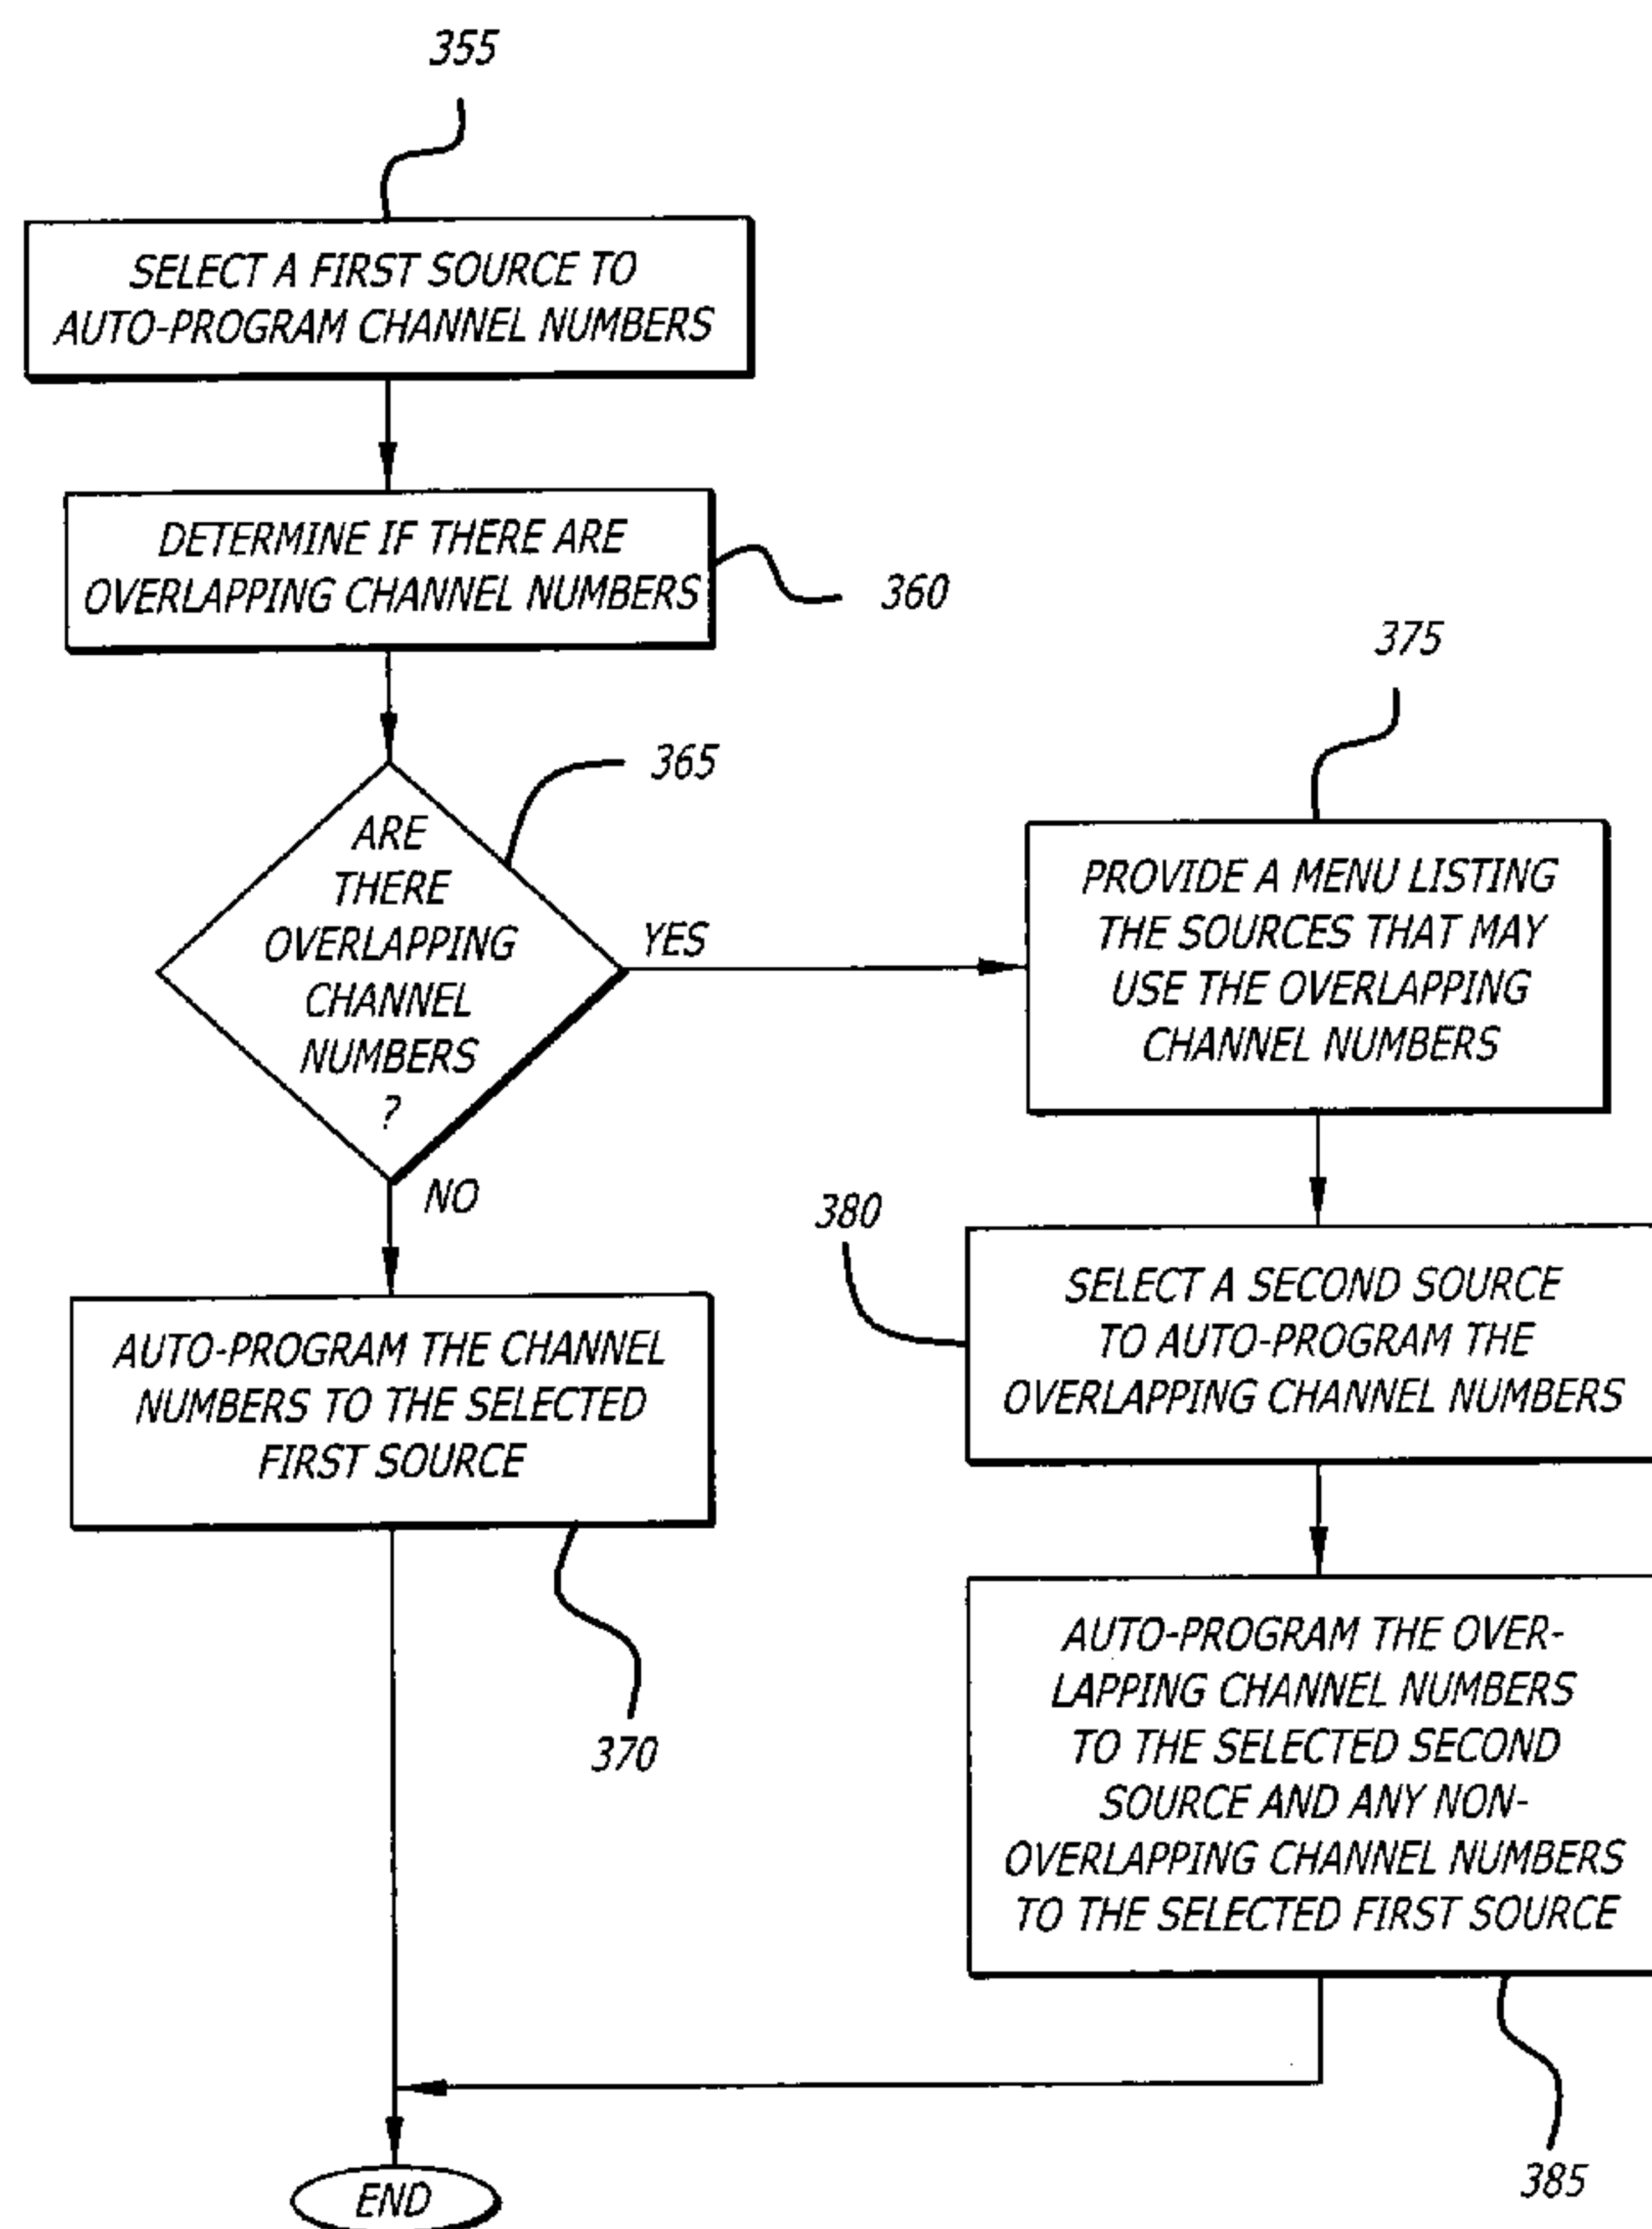 355
SELECT A FIRST SOURCE TO
AUTO-PROGRAM CHANNEL NUMBERS
DETERMINE IF THERE ARE
OVERLAPPING CHANNEL NUMBERS
360
365
ARE
THERE
OVERLAPPING
CHANNEL
NUMBERS
?
YES
NO
375
PROVIDE A MENU LISTING
THE SOURCES THAT MAY
USE THE OVERLAPPING
CHANNEL NUMBERS
380
SELECT A SECOND SOURCE
TO AUTO-PROGRAM THE
OVERLAPPING CHANNEL NUMBERS
AUTO-PROGRAM THE CHANNEL
NUMBERS TO THE SELECTED
FIRST SOURCE
370
AUTO-PROGRAM THE OVER-
LAPPING CHANNEL NUMBERS
TO THE SELECTED SECOND
SOURCE AND ANY NON-
OVERLAPPING CHANNEL NUMBERS
TO THE SELECTED FIRST SOURCE
385
END